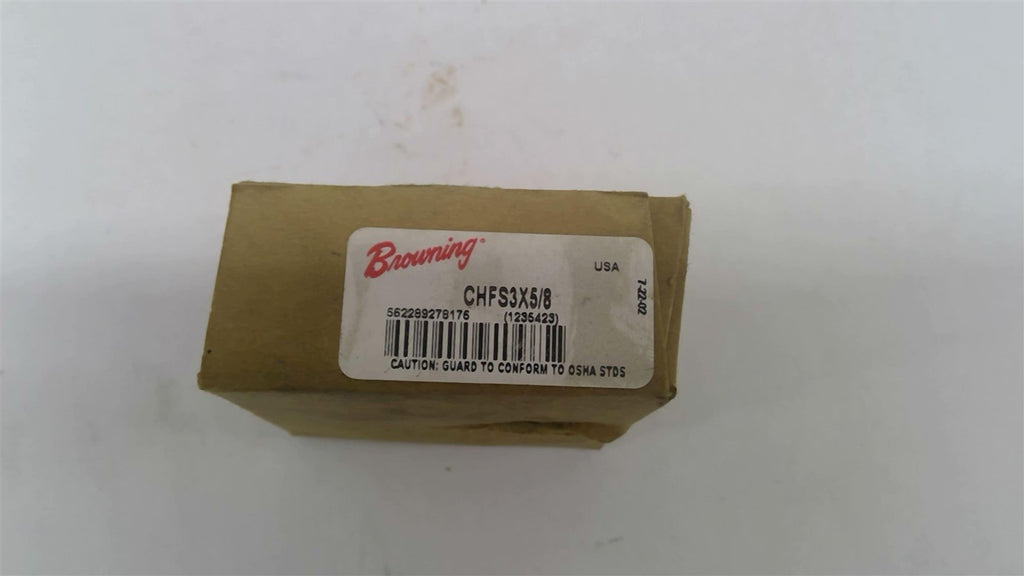 Browning
USA
CHFS3X5/8
7-22-02
562289278176 (1235423)
CAUTION: GUARD TO CONFORM TO OSHA STDS